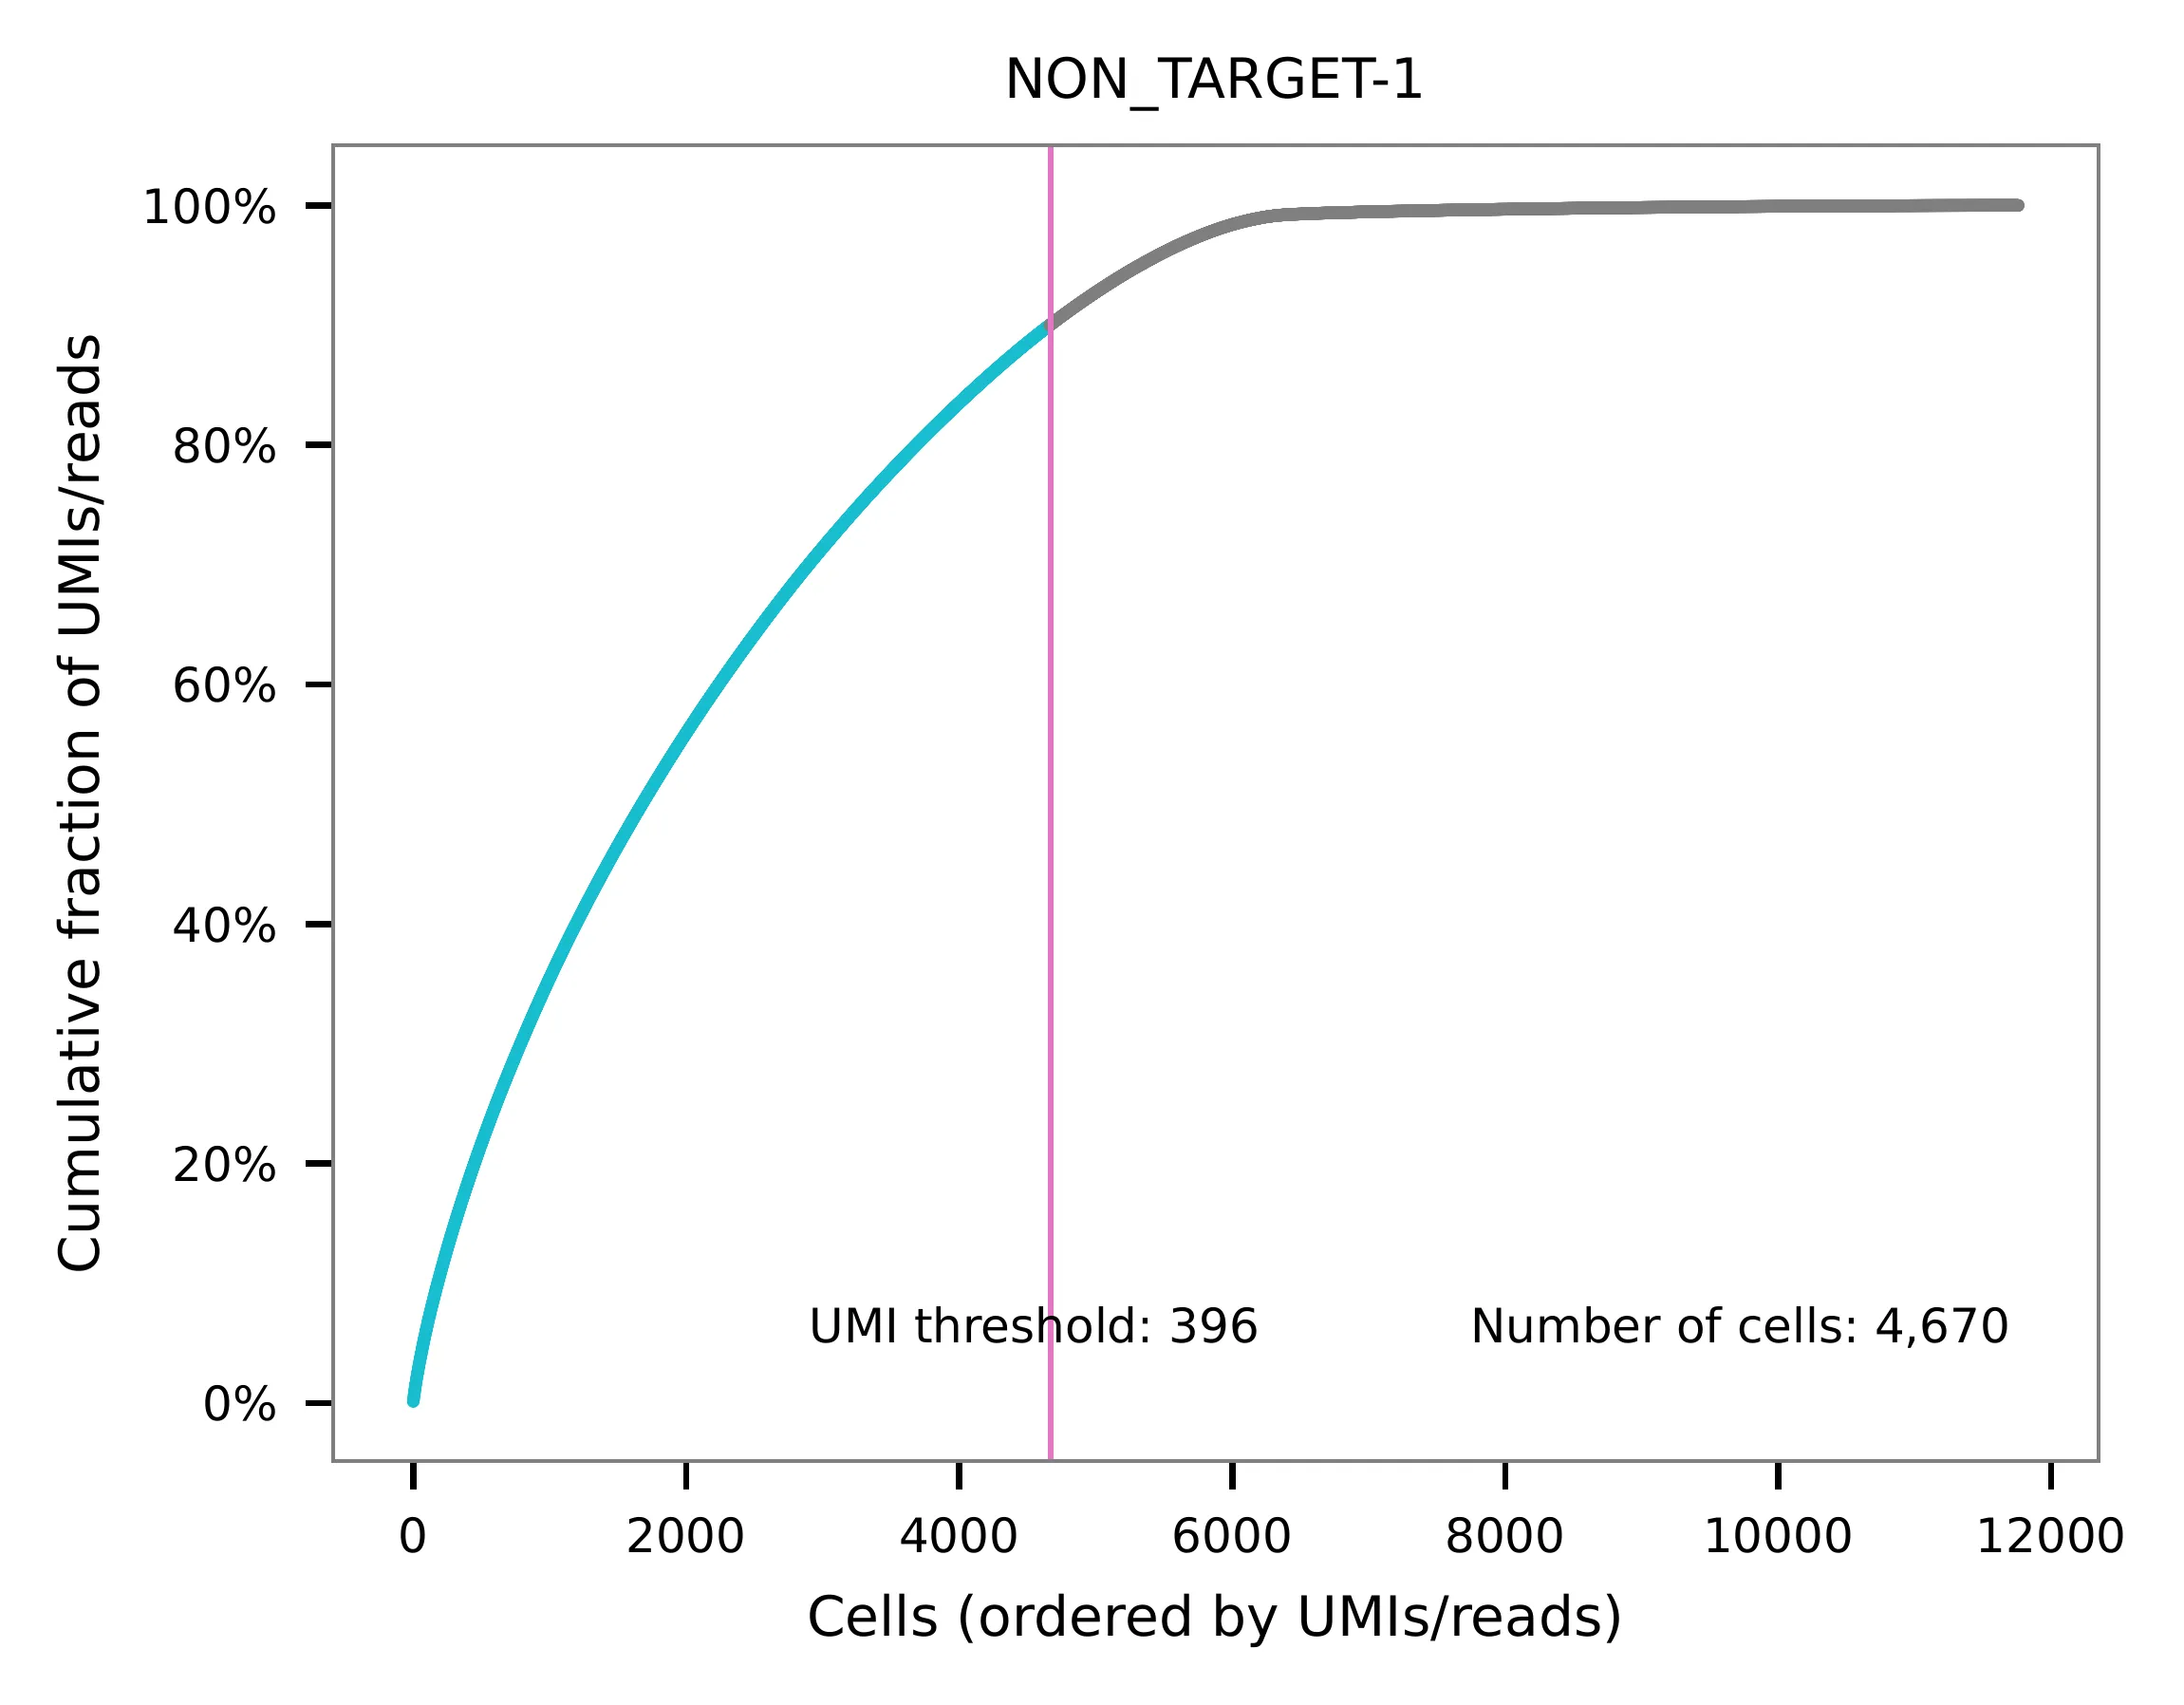 NON_TARGET-1
Cumulative fraction of UMIs/reads
100%
80%
60%
40%
20%
0%
UMI threshold: 396
Number of cells: 4,670
0
2000
4000
6000
8000
10000
12000
Cells (ordered by UMIs/reads)